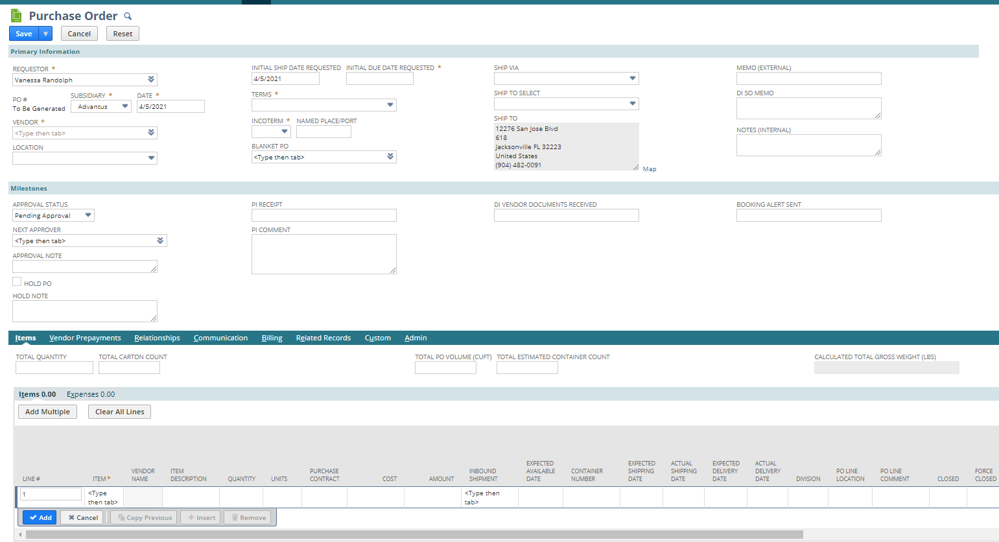 Purchase Order
Save
Cancel
Reset
Primary Information
REQUESTOR *
Vanessa Randolph
PO #
To Be Generated
SUBSIDIARY *
Advantus
DATE *
4/5/2021
VENDOR *
<Type then tab>
LOCATION
INITIAL SHIP DATE REQUESTED
4/5/2021
INITIAL DUE DATE REQUESTED *
TERMS *
INCOTERM *
NAMED PLACE/PORT
BLANKET PO
<Type then tab>
SHIP VIA
SHIP TO SELECT
SHIP TO
12276 San Jose Blvd
618
Jacksonville FL 32223
United States
(904) 482-0091
Map
MEMO (EXTERNAL)
DI SO MEMO
NOTES (INTERNAL)
Milestones
APPROVAL STATUS
Pending Approval
NEXT APPROVER
<Type then tab>
APPROVAL NOTE
HOLD PO
HOLD NOTE
PI RECEIPT
PI COMMENT
DI VENDOR DOCUMENTS RECEIVED
BOOKING ALERT SENT
Items Vendor Prepayments Relationships Communication Billing Related Records Custom Admin
TOTAL QUANTITY
TOTAL CARTON COUNT
TOTAL PO VOLUME (CUFT)
TOTAL ESTIMATED CONTAINER COUNT
CALCULATED TOTAL GROSS WEIGHT (LBS)
Items 0.00 Expenses 0.00
Add Multiple
Clear All Lines
LINE #
ITEM *
VENDOR
NAME
ITEM
DESCRIPTION
QUANTITY
UNITS
PURCHASE
CONTRACT
COST
AMOUNT
INBOUND
SHIPMENT
EXPECTED
AVAILABLE
DATE
CONTAINER
NUMBER
EXPECTED
SHIPPING
DATE
ACTUAL
SHIPPING
DATE
EXPECTED
DELIVERY
DATE
ACTUAL
DELIVERY
DATE
DIVISION
PO LINE
LOCATION
PO LINE
COMMENT
CLOSED
FORCE
CLOSED
1
<Type
then tab>
<Type then
tab>
Add
Cancel
Copy Previous
Insert
Remove